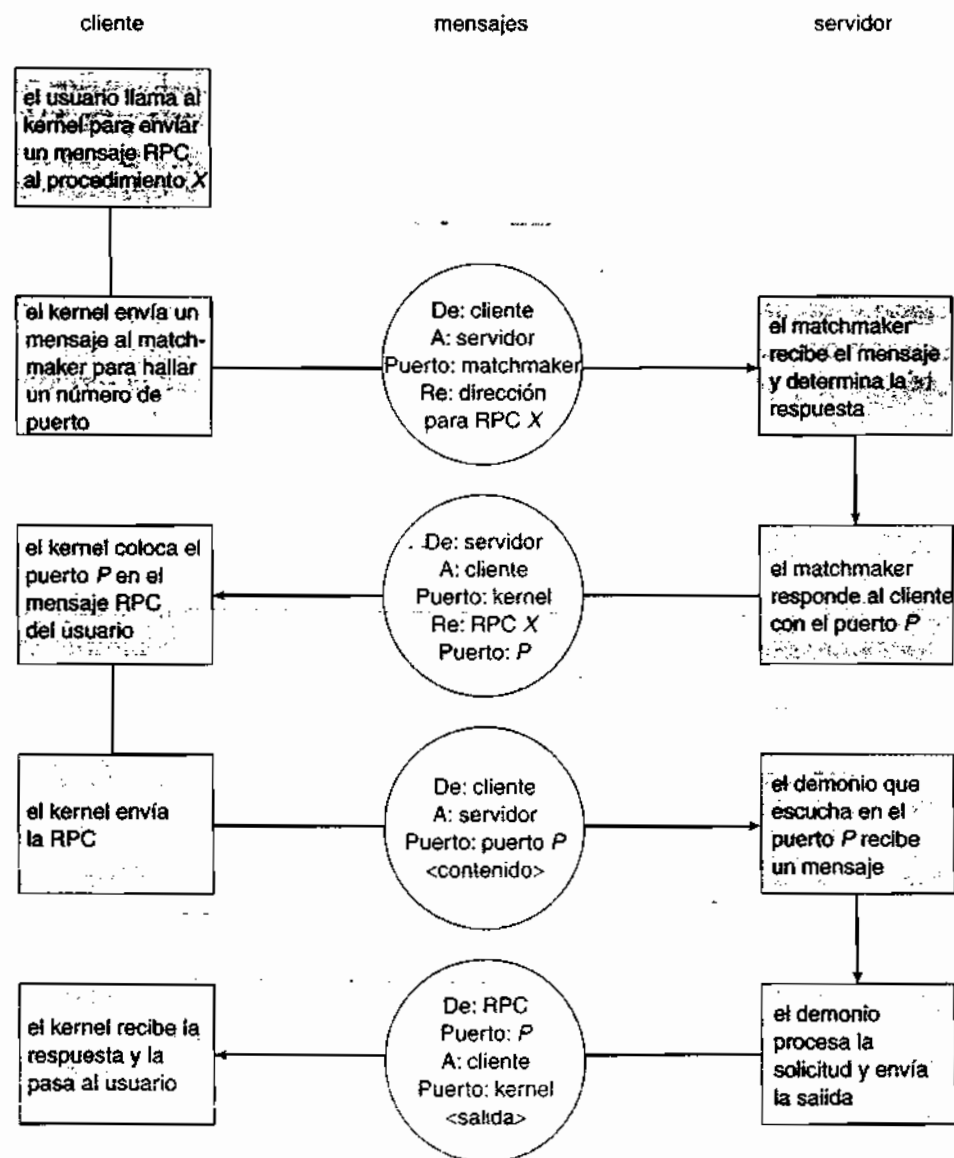 cliente
mensajes
servidor
el usuario llama al
kernel para enviar
un mensaje RPC
al procedimiento X
el kernel envía un
mensaje al match-
maker para hallar
un número de
puerto
De: cliente
A: servidor
Puerto: matchmaker
Re: dirección
para RPC X
el matchmaker
recibe el mensaje
y determina la
respuesta
el kernel coloca el
puerto P en el
mensaje RPC
del usuario
De: servidor
A: cliente
Puerto: kernel
Re: RPC X
Puerto: P
el matchmaker
responde al cliente
con el puerto P
el kernel envía
la RPC
De: cliente
A: servidor
Puerto: puerto P
<contenido>
el demonio que
escucha en el
puerto P recibe
un mensaje
el kernel recibe la
respuesta y la
pasa al usuario
De: RPC
Puerto: P
A: cliente
Puerto: kernel
<salida>
el demonio
procesa la
solicitud y envía
la salida